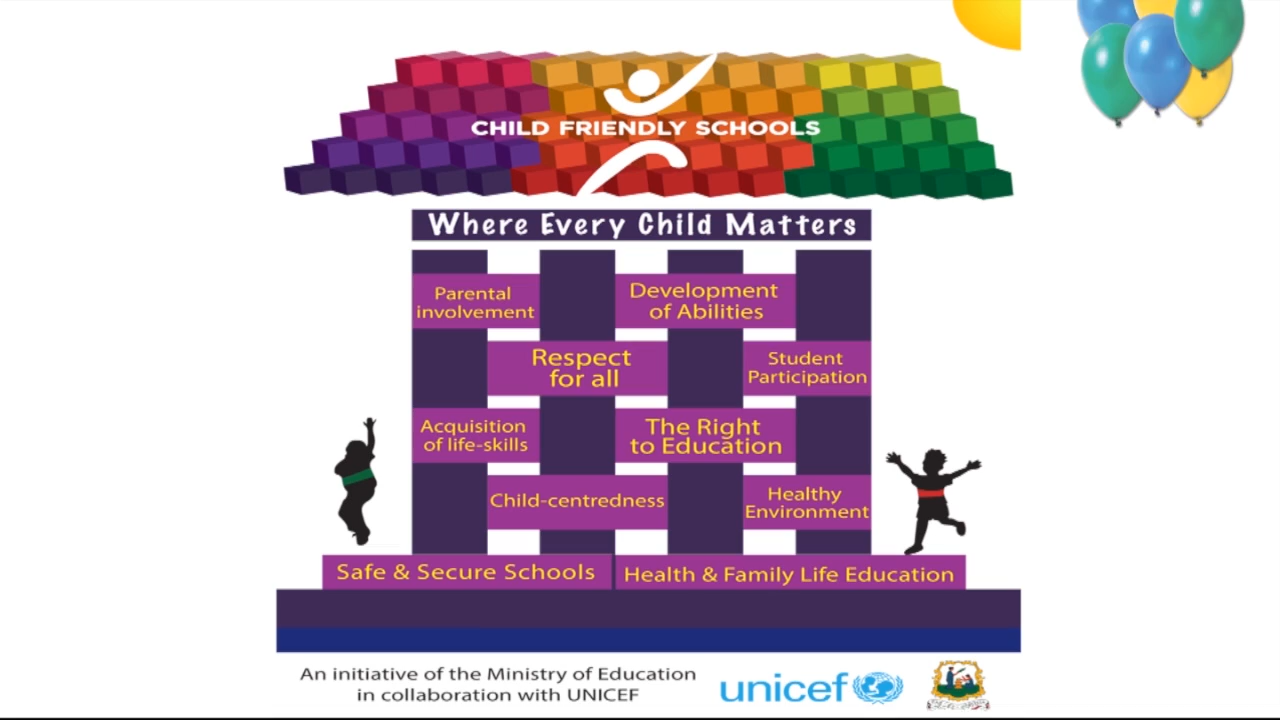 CHILD FRIENDLY SCHOOLS
Where Every Child Matters
Parental
involvement
Development
of Abilities
Respect
for all
Student
Participation
Acquisition
of life-skills
The Right
to Education
Child-centredness
Healthy
Environment
Safe & Secure Schools
Health & Family Life Education
An initiative of the Ministry of Education
in collaboration with UNICEF
unicef